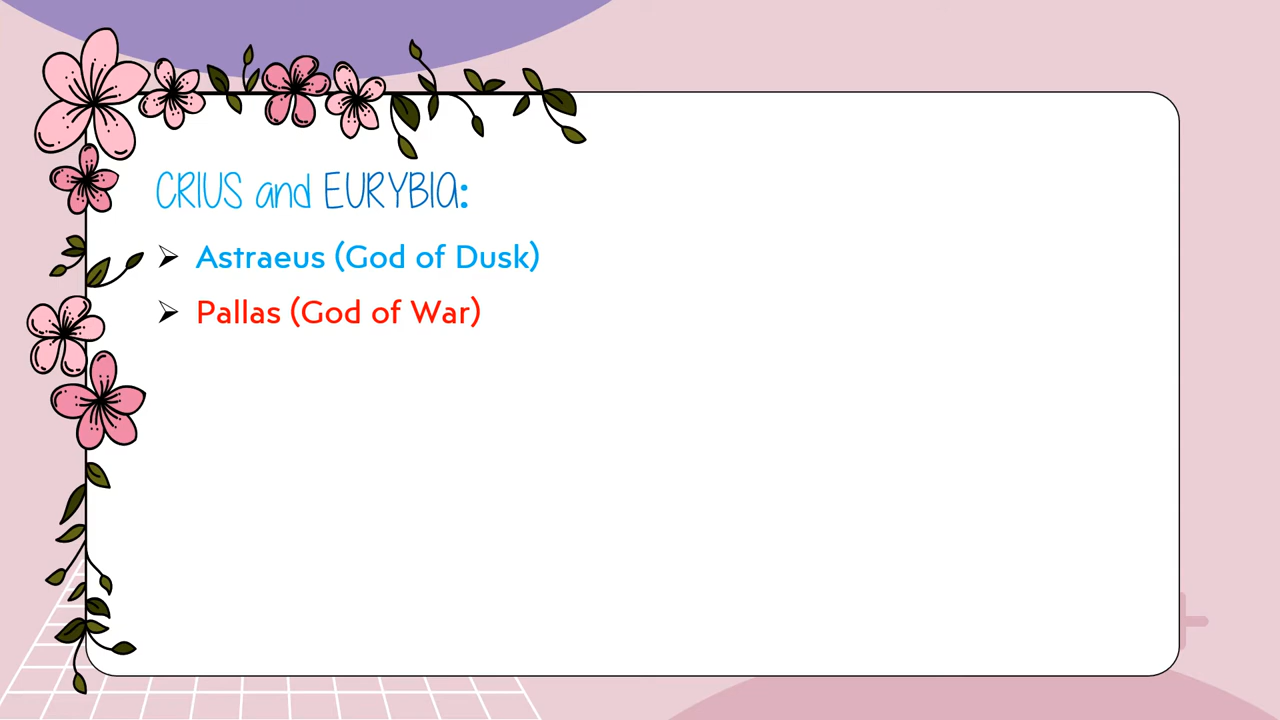 CRIUS and EURYBIA:
➢ Astraeus (God of Dusk)
➢ Pallas (God of War)